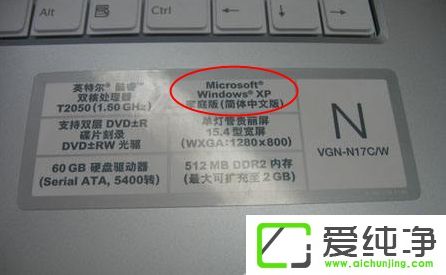 Alt
Ctrl
英特尔® 酷睿™
双核处理器
T2050 (1.60 GHz)
Microsoft®
Windows® XP
家庭版 (简体中文版)
支持双层 DVD±R
碟片刻录
DVD±RW 光驱
单灯管贵丽屏
15.4 型宽屏
(WXGA:1280×800)
60 GB 硬盘驱动器
(Serial ATA, 5400转)
512 MB DDR2 内存
(最大可扩充至 2 GB)
N
VGN-N17C/W
爱纯净
www.aichunjing.com